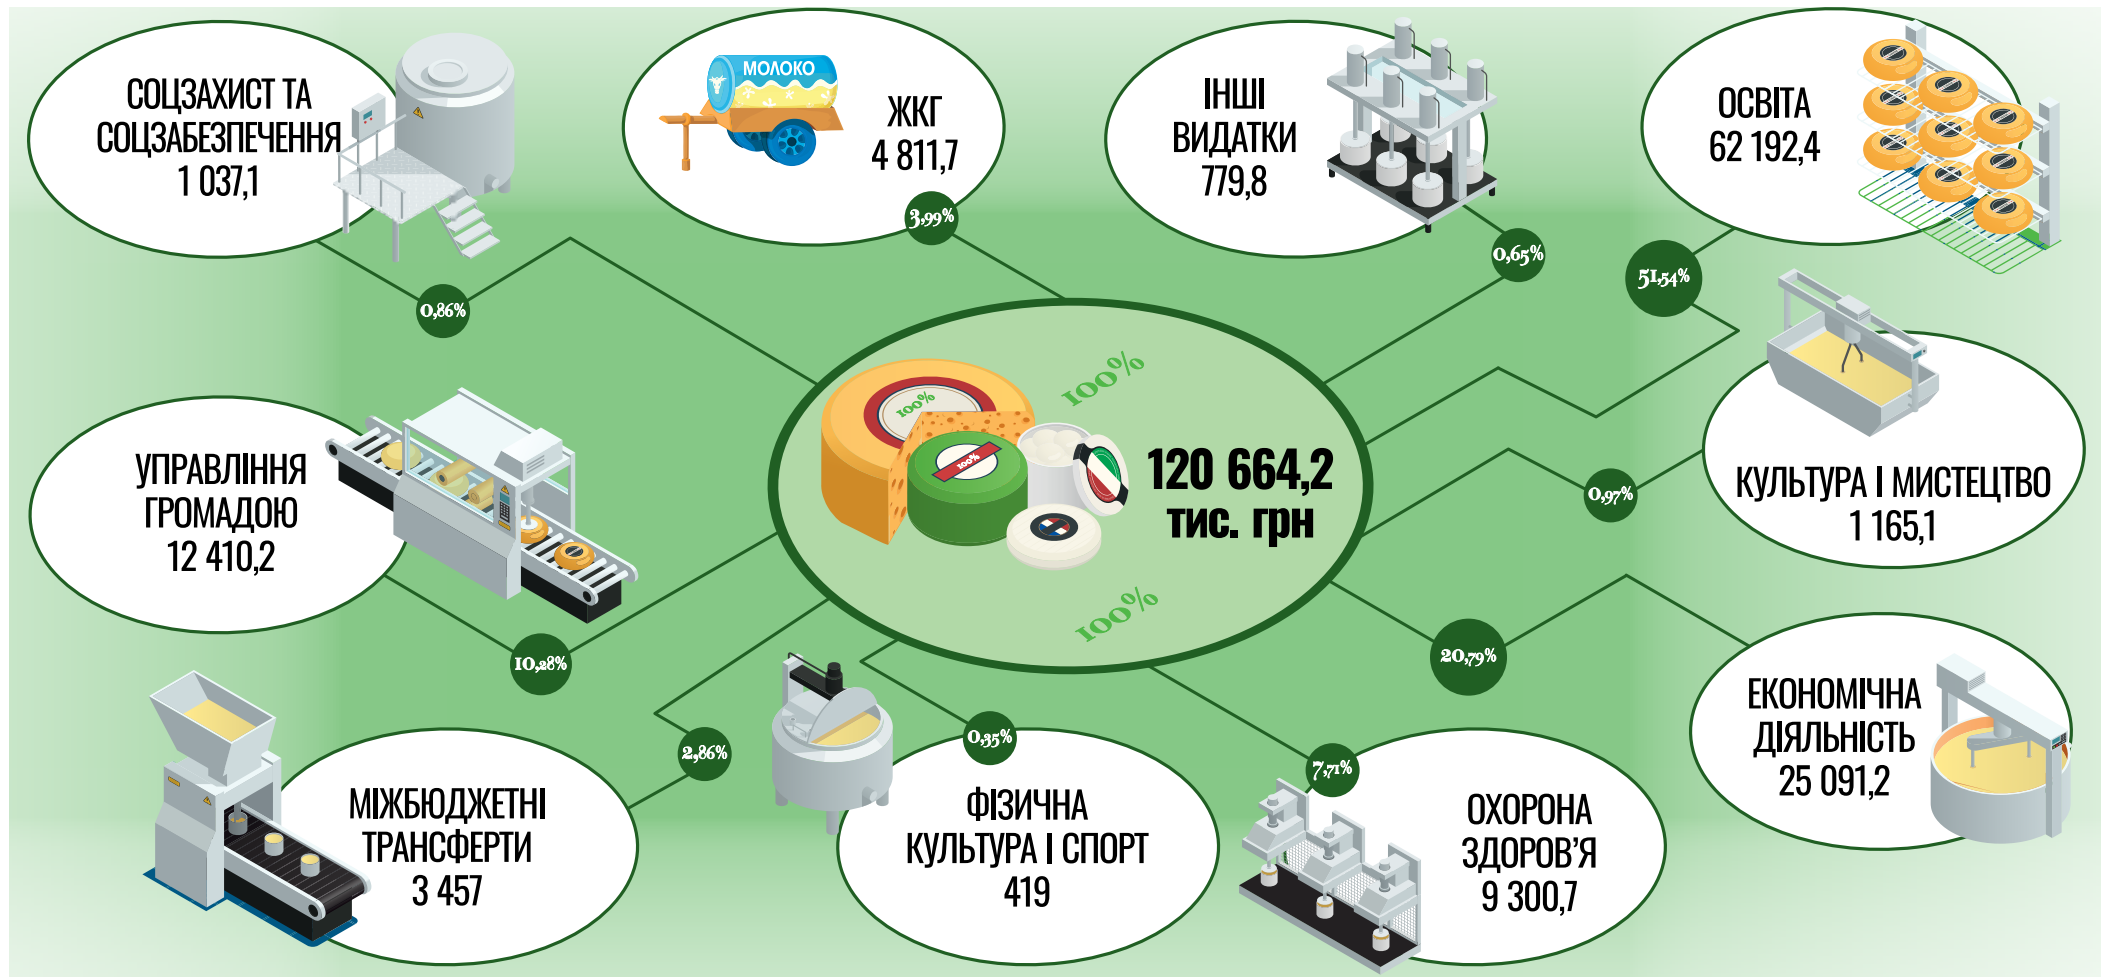 СОЦЗАХИСТ ТА
СОЦЗАБЕЗПЕЧЕННЯ
1 037,1
0,86%
МОЛОКО
ЖКГ
4 811,7
3,99%
ІНШІ
ВИДАТКИ
779,8
0,65%
ОСВІТА
62 192,4
51,54%
УПРАВЛІННЯ
ГРОМАДОЮ
12 410,2
10,28%
100%
100%
100%
120 664,2
тис. грн
100%
КУЛЬТУРА І МИСТЕЦТВО
1 165,1
0,97%
МІЖБЮДЖЕТНІ
ТРАНСФЕРТИ
3 457
2,86%
ФІЗИЧНА
КУЛЬТУРА І СПОРТ
419
0,35%
ОХОРОНА
ЗДОРОВ’Я
9 300,7
7,71%
ЕКОНОМІЧНА
ДІЯЛЬНІСТЬ
25 091,2
20,79%